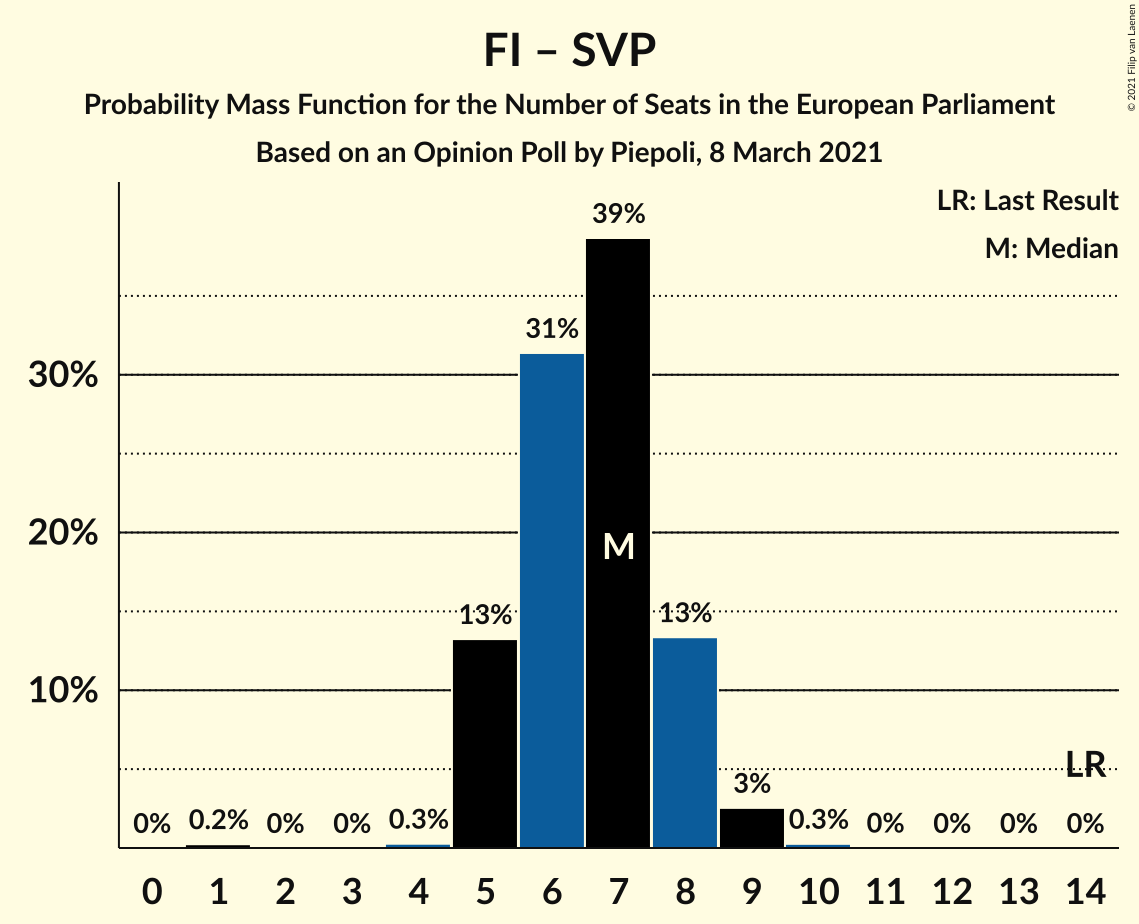 FI – SVP
Probability Mass Function for the Number of Seats in the European Parliament
Based on an Opinion Poll by Piepoli, 8 March 2021
© 2021 Filip van Laenen
LR: Last Result
M: Median
39%
31%
30%
20%
M
13%
13%
10%
LR
3%
0%
0.2%
0%
0%
0.3%
0.3%
0%
0%
0%
0%
0 1 2 3 4 5 6 7 8 9 10 11 12 13 14